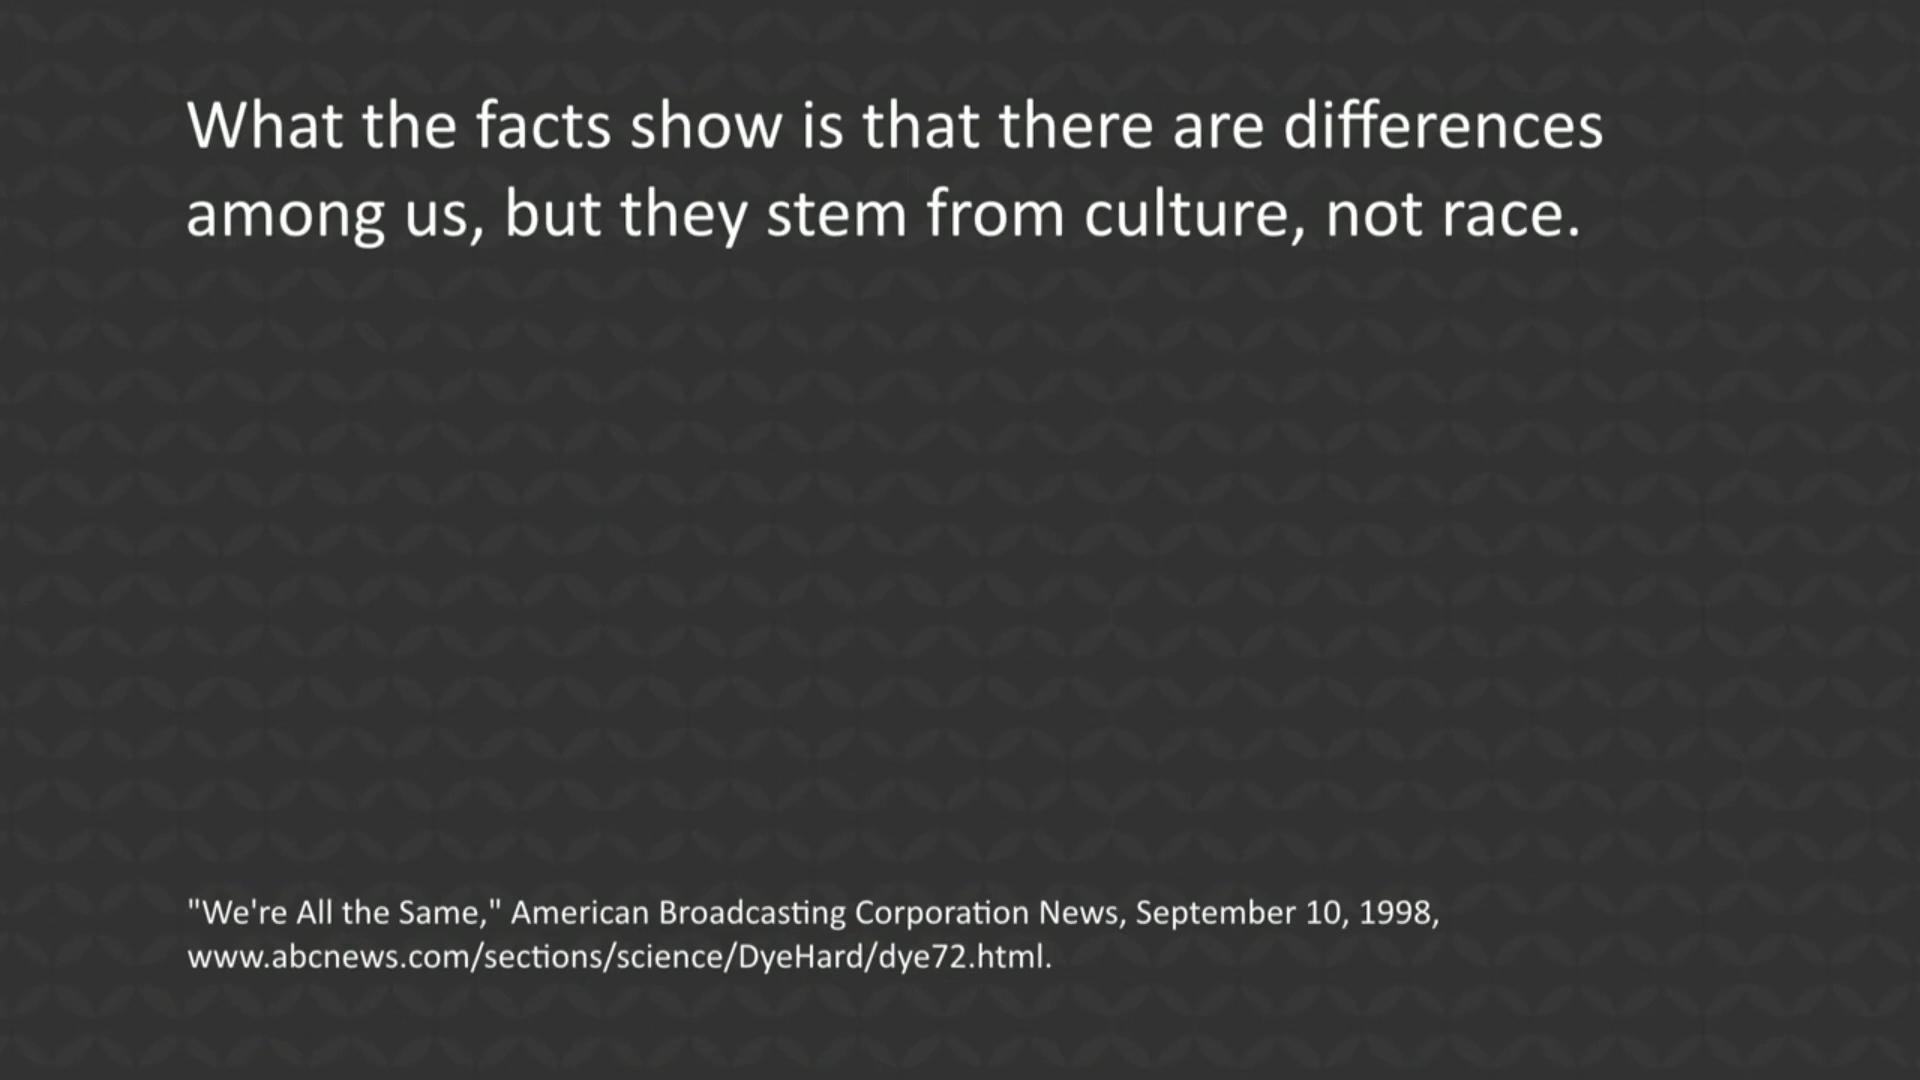 What the facts show is that there are differences
among us, but they stem from culture, not race.
"We're All the Same," American Broadcasting Corporation News, September 10, 1998,
www.abcnews.com/sections/science/DyeHard/dye72.html.